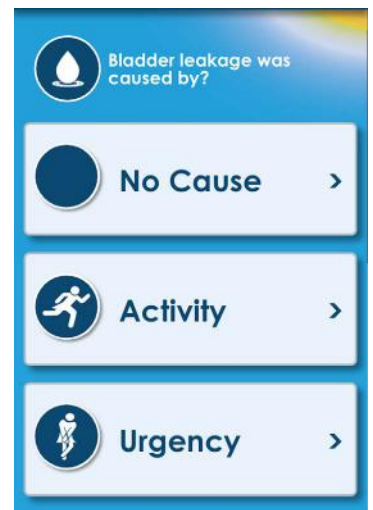 Bladder leakage was
caused by?
No Cause
Activity
Urgency